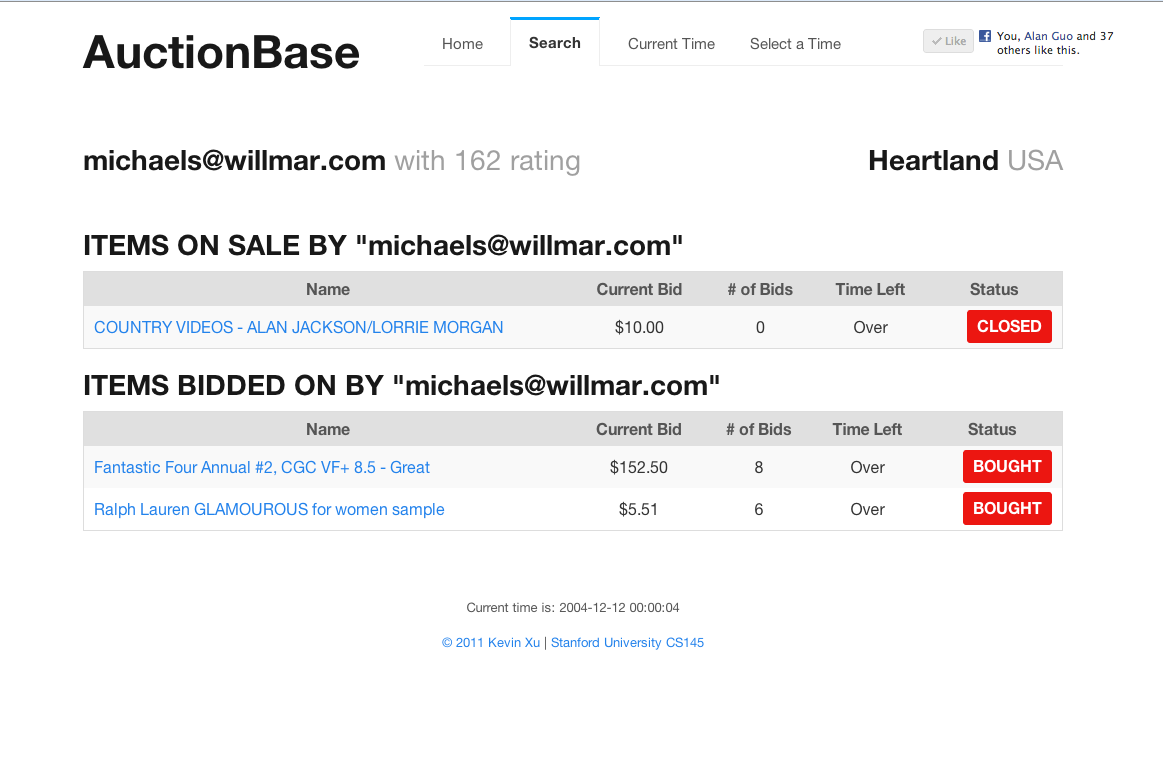 AuctionBase
Home Search Current Time Select a Time
Like
You, Alan Guo and 37
others like this.
michaels@willmar.com with 162 rating Heartland USA
ITEMS ON SALE BY "michaels@willmar.com"
Name Current Bid # of Bids Time Left Status
COUNTRY VIDEOS - ALAN JACKSON/LORRIE MORGAN $10.00 0 Over CLOSED
ITEMS BIDDED ON BY "michaels@willmar.com"
Name Current Bid # of Bids Time Left Status
Fantastic Four Annual #2, CGC VF+ 8.5 - Great $152.50 8 Over BOUGHT
Ralph Lauren GLAMOUROUS for women sample $5.51 6 Over BOUGHT
Current time is: 2004-12-12 00:00:04
© 2011 Kevin Xu | Stanford University CS145